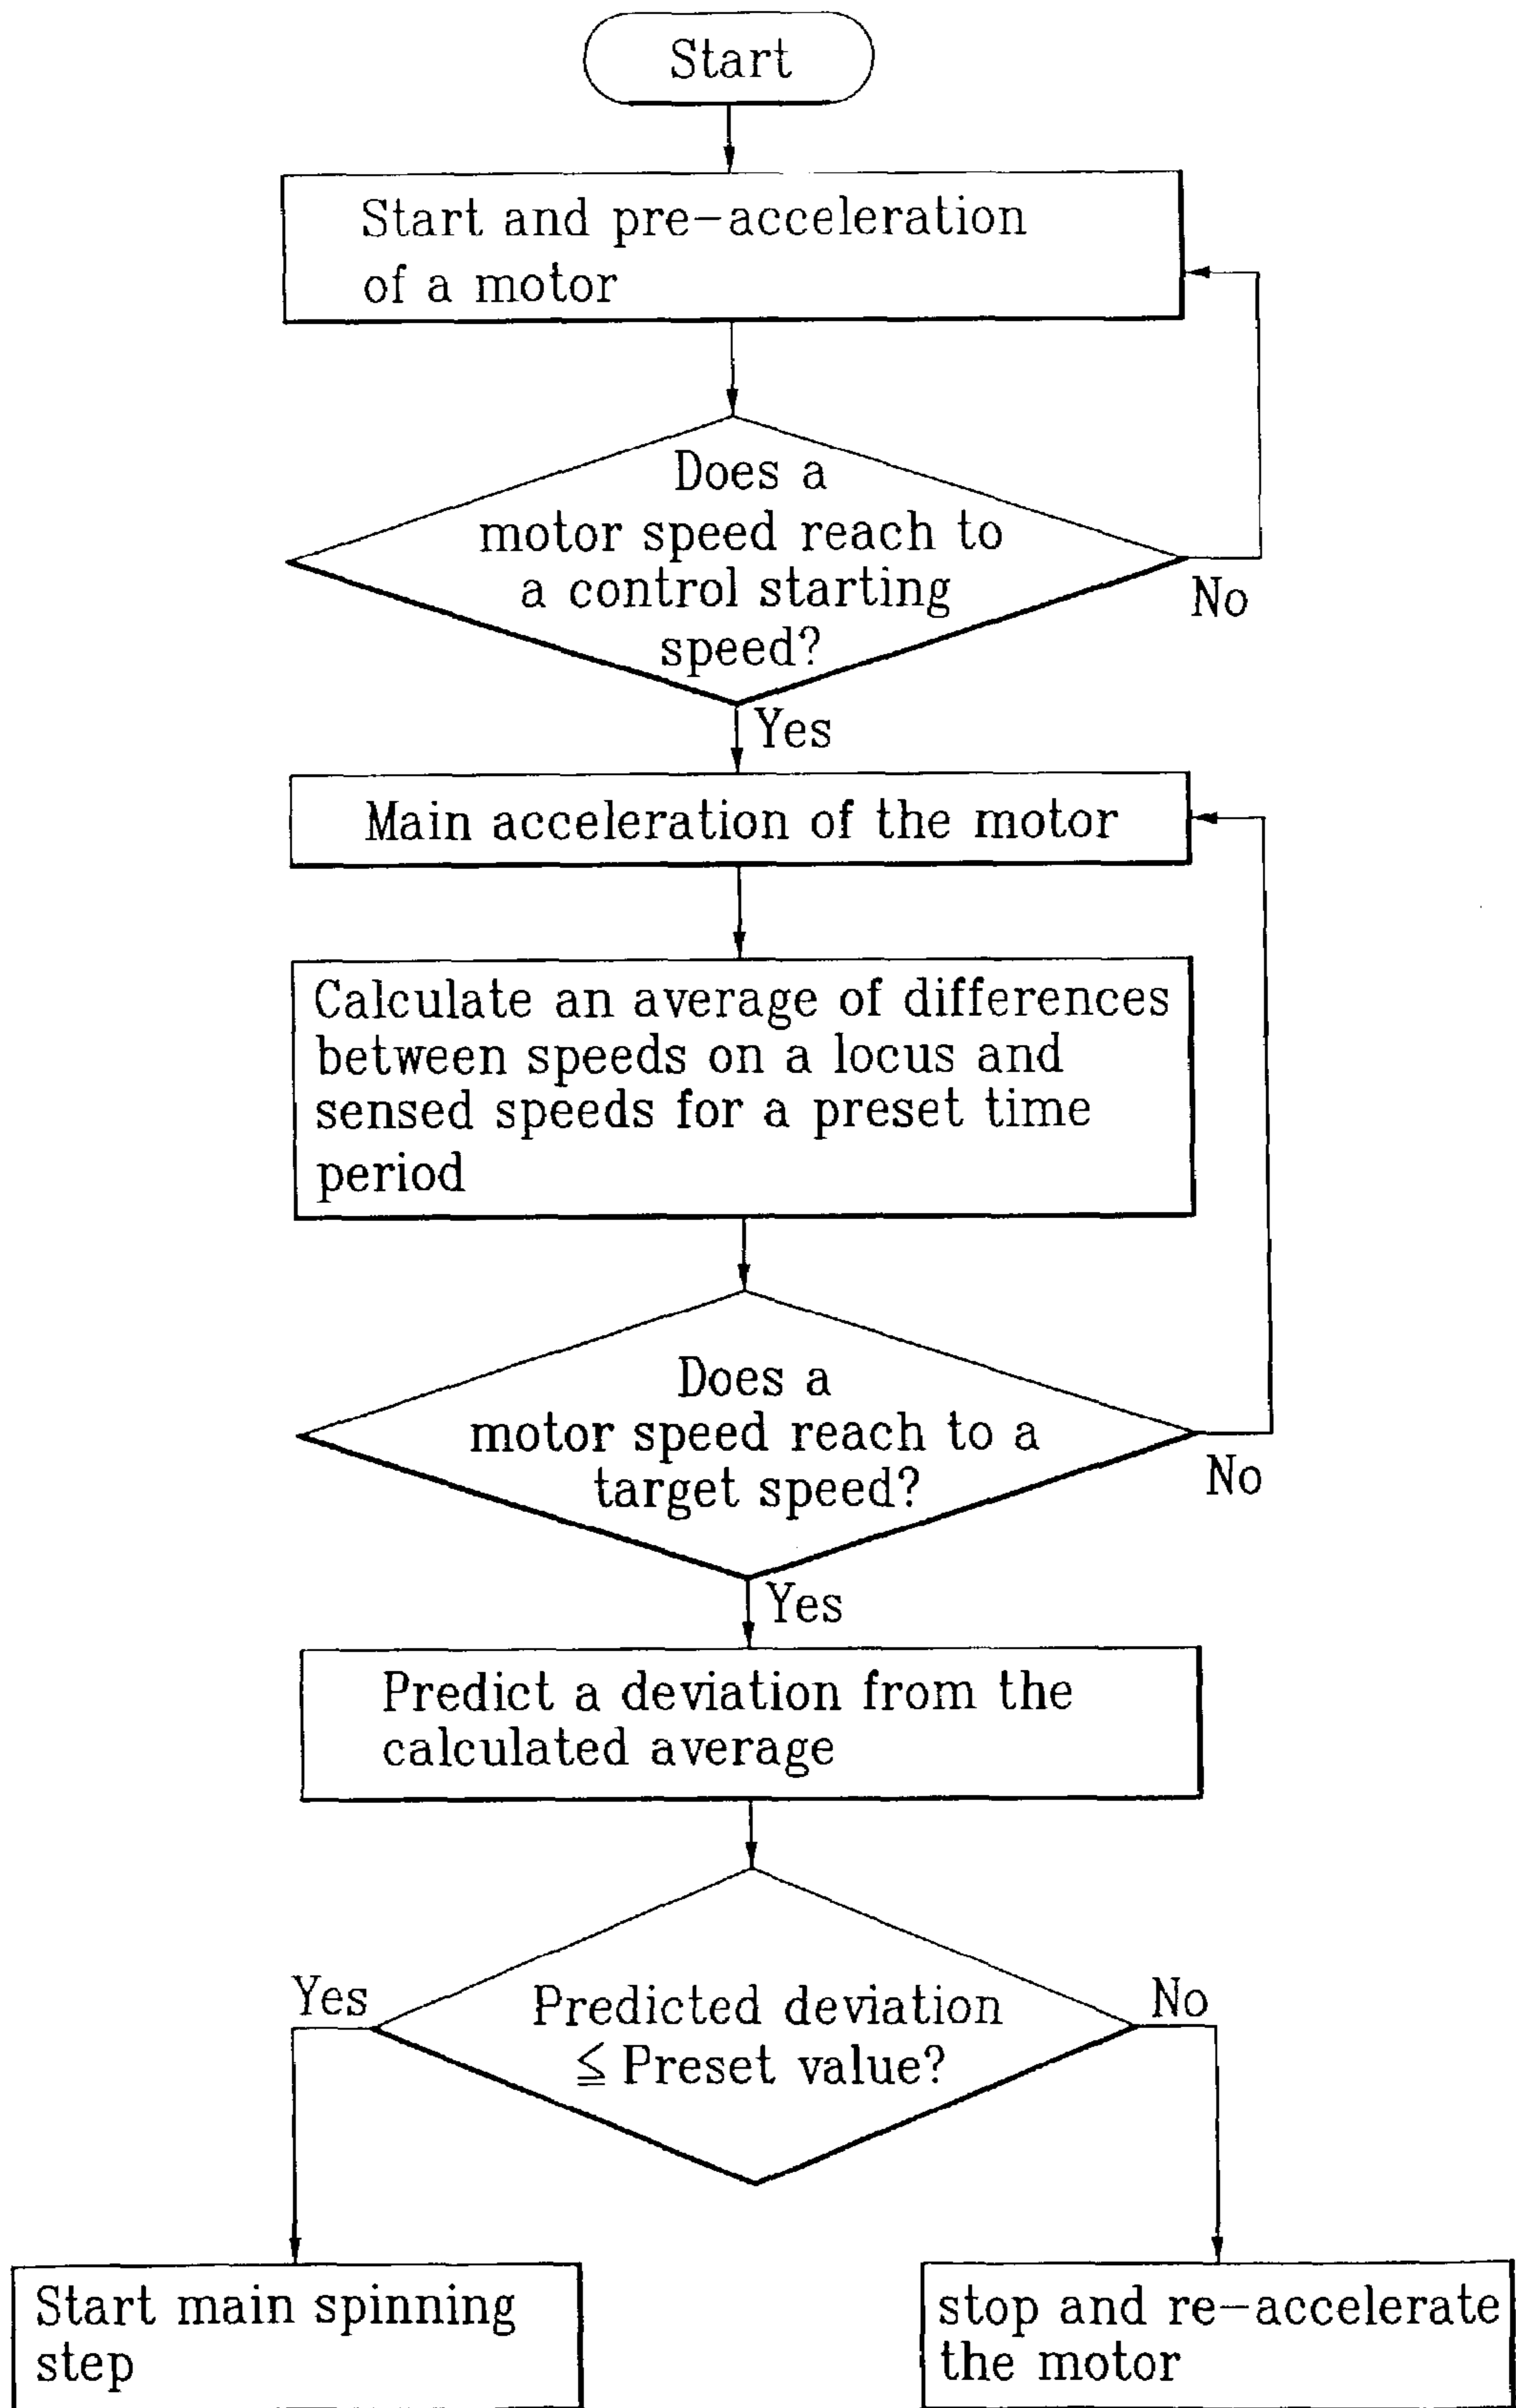 Start
Start and pre-acceleration
of a motor
Does a
motor speed reach to
a control starting
speed?
No
Yes
Main acceleration of the motor
Calculate an average of differences
between speeds on a locus and
sensed speeds for a preset time
period
Does a
motor speed reach to a
target speed?
No
Yes
Predict a deviation from the
calculated average
Yes
No
Predicted deviation
≦ Preset value?
Start main spinning
step
stop and re-accelerate
the motor